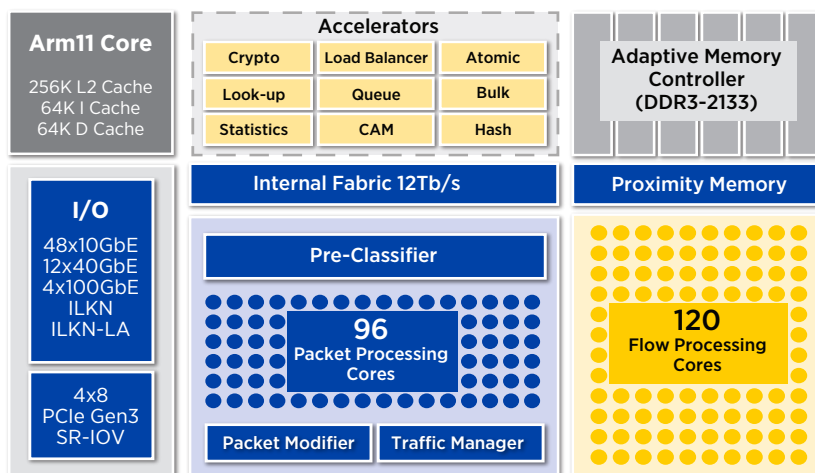 Arm11 Core
256K L2 Cache
64K I Cache
64K D Cache
Accelerators
Crypto
Load Balancer
Atomic
Look-up
Queue
Bulk
Statistics
CAM
Hash
Adaptive Memory
Controller
(DDR3-2133)
Internal Fabric 12Tb/s
Proximity Memory
I/O
48x10GbE
12x40GbE
4x100GbE
ILKN
ILKN-LA
4x8
PCIe Gen3
SR-IOV
Pre-Classifier
96
Packet Processing
Cores
Packet Modifier
Traffic Manager
120
Flow Processing
Cores